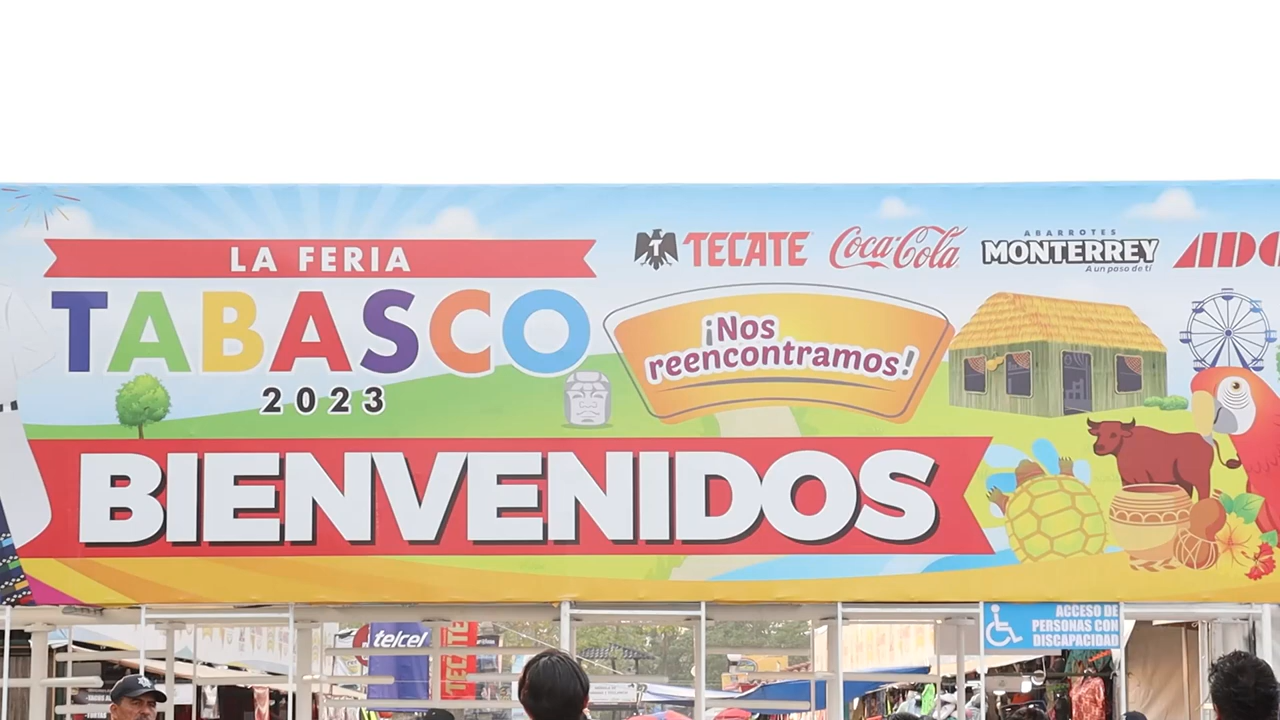 LA FERIA
TABASCO
2023
TECATE
Coca-Cola
ABARROTES
MONTERREY
A un paso de tí
¡Nos
reencontramos!
BIENVENIDOS
ACCESO DE
PERSONAS CON
DISCAPACIDAD
telcel